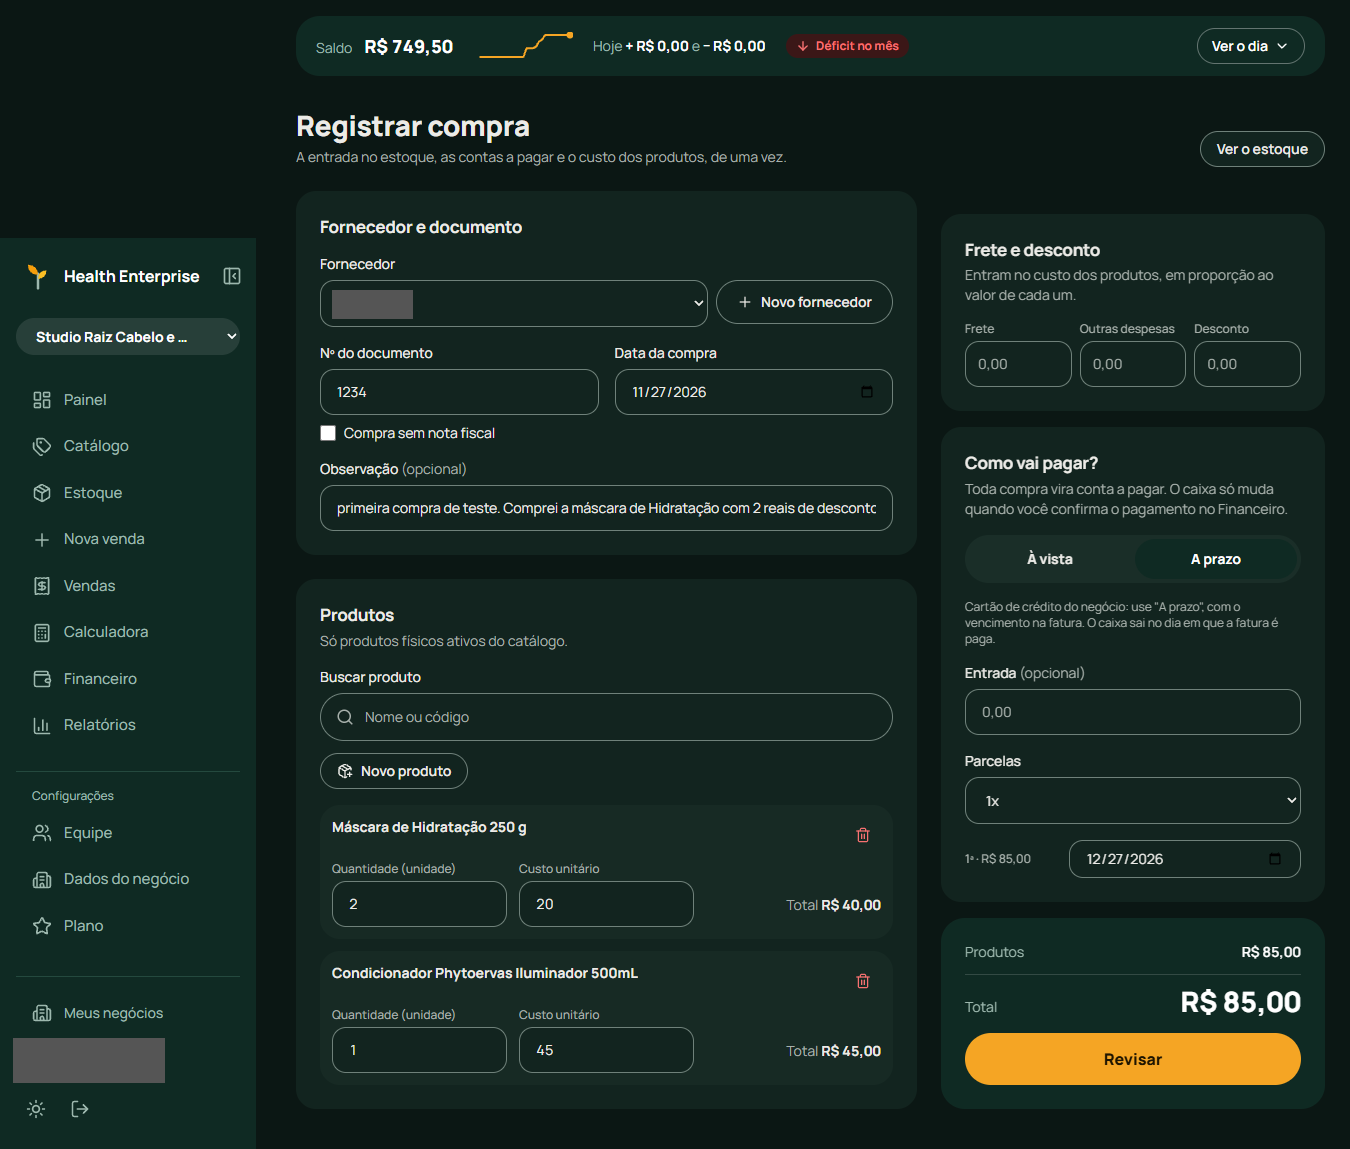 Saldo R$ 749,50 Hoje + R$ 0,00 e − R$ 0,00 Déficit no mês Ver o dia
Registrar compra
A entrada no estoque, as contas a pagar e o custo dos produtos, de uma vez.
Ver o estoque
Health Enterprise
Studio Raiz Cabelo e ...
Painel
Catálogo
Estoque
Nova venda
Vendas
Calculadora
Financeiro
Relatórios
Configurações
Equipe
Dados do negócio
Plano
Meus negócios
Fornecedor e documento
Fornecedor
Novo fornecedor
Nº do documento Data da compra
1234 11/27/2026
Compra sem nota fiscal
Observação (opcional)
primeira compra de teste. Comprei a máscara de Hidratação com 2 reais de desconto
Produtos
Só produtos físicos ativos do catálogo.
Buscar produto
Nome ou código
Novo produto
Máscara de Hidratação 250 g
Quantidade (unidade) Custo unitário
2 20 Total R$ 40,00
Condicionador Phytoervas Iluminador 500mL
Quantidade (unidade) Custo unitário
1 45 Total R$ 45,00
Frete e desconto
Entram no custo dos produtos, em proporção ao
valor de cada um.
Frete Outras despesas Desconto
0,00 0,00 0,00
Como vai pagar?
Toda compra vira conta a pagar. O caixa só muda
quando você confirma o pagamento no Financeiro.
À vista A prazo
Cartão de crédito do negócio: use "A prazo", com o
vencimento na fatura. O caixa sai no dia em que a fatura é
paga.
Entrada (opcional)
0,00
Parcelas
1x
1ª · R$ 85,00 12/27/2026
Produtos R$ 85,00
Total R$ 85,00
Revisar